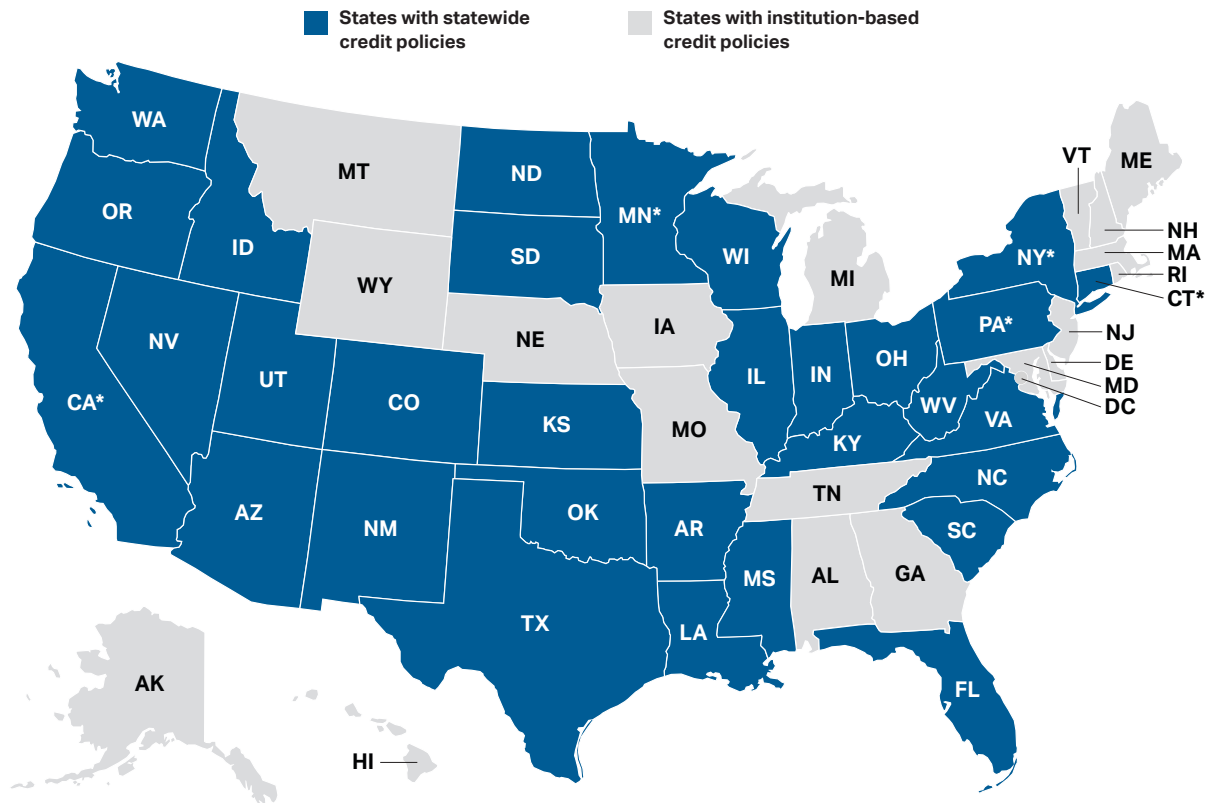 States with statewide
credit policies
States with institution-based
credit policies
WA
MT
ND
MN*
VT
ME
OR
ID
SD
WI
NH
MA
NY*
RI
CT*
WY
MI
NE
IA
PA*
NJ
NV
UT
CO
IL
IN
OH
DE
MD
DC
CA*
KS
MO
WV
VA
KY
AZ
NM
OK
AR
TN
NC
SC
MS
AL
GA
TX
LA
AK
FL
HI